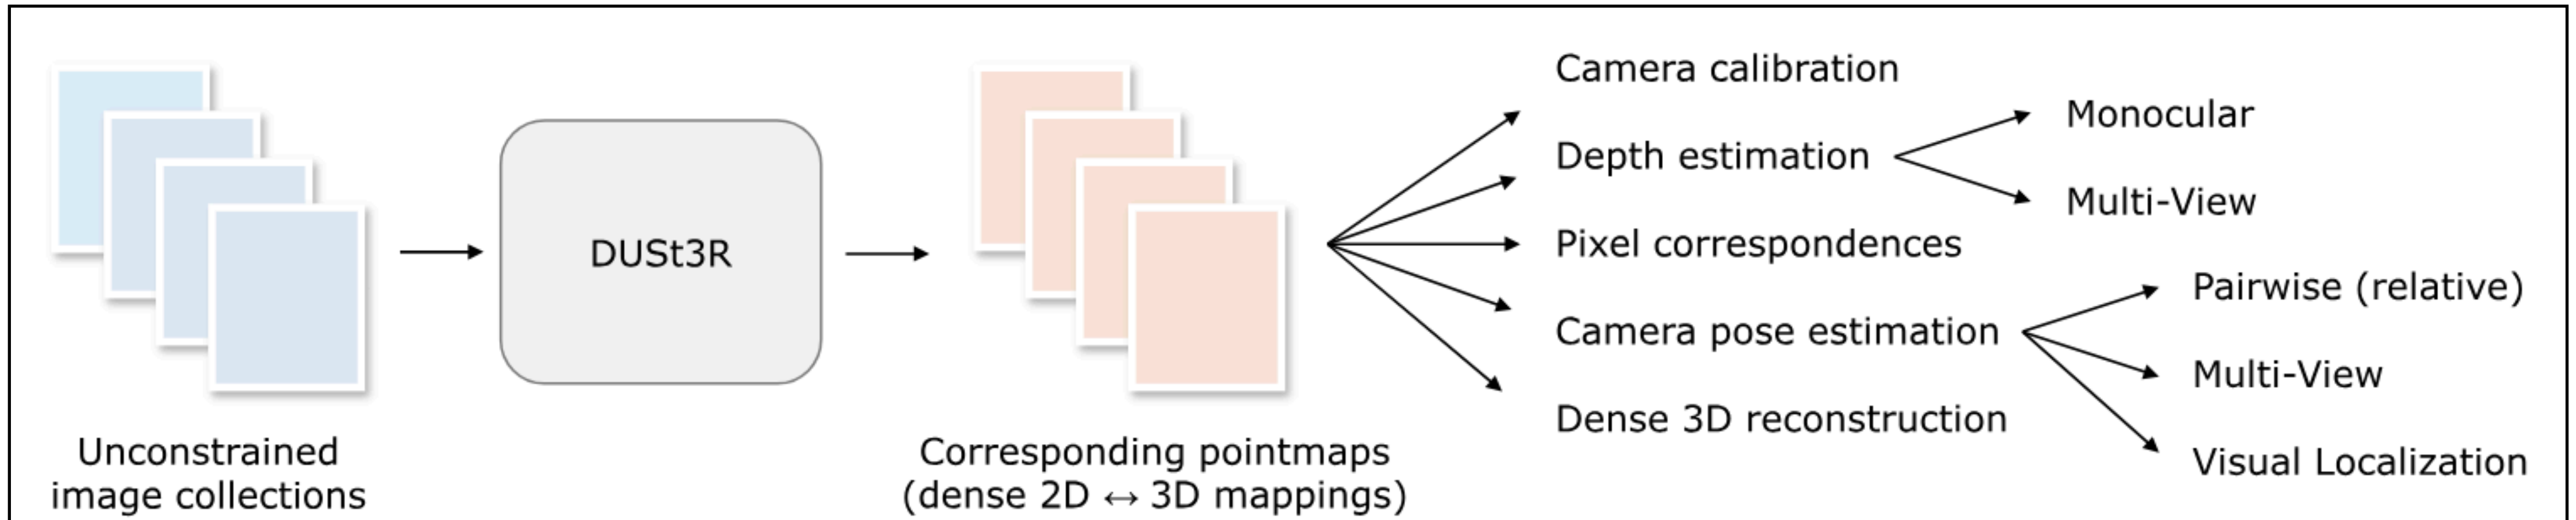 Unconstrained
image collections
DUSt3R
Corresponding pointmaps
(dense 2D ↔ 3D mappings)
Camera calibration
Depth estimation
Monocular
Multi-View
Pixel correspondences
Camera pose estimation
Pairwise (relative)
Multi-View
Visual Localization
Dense 3D reconstruction